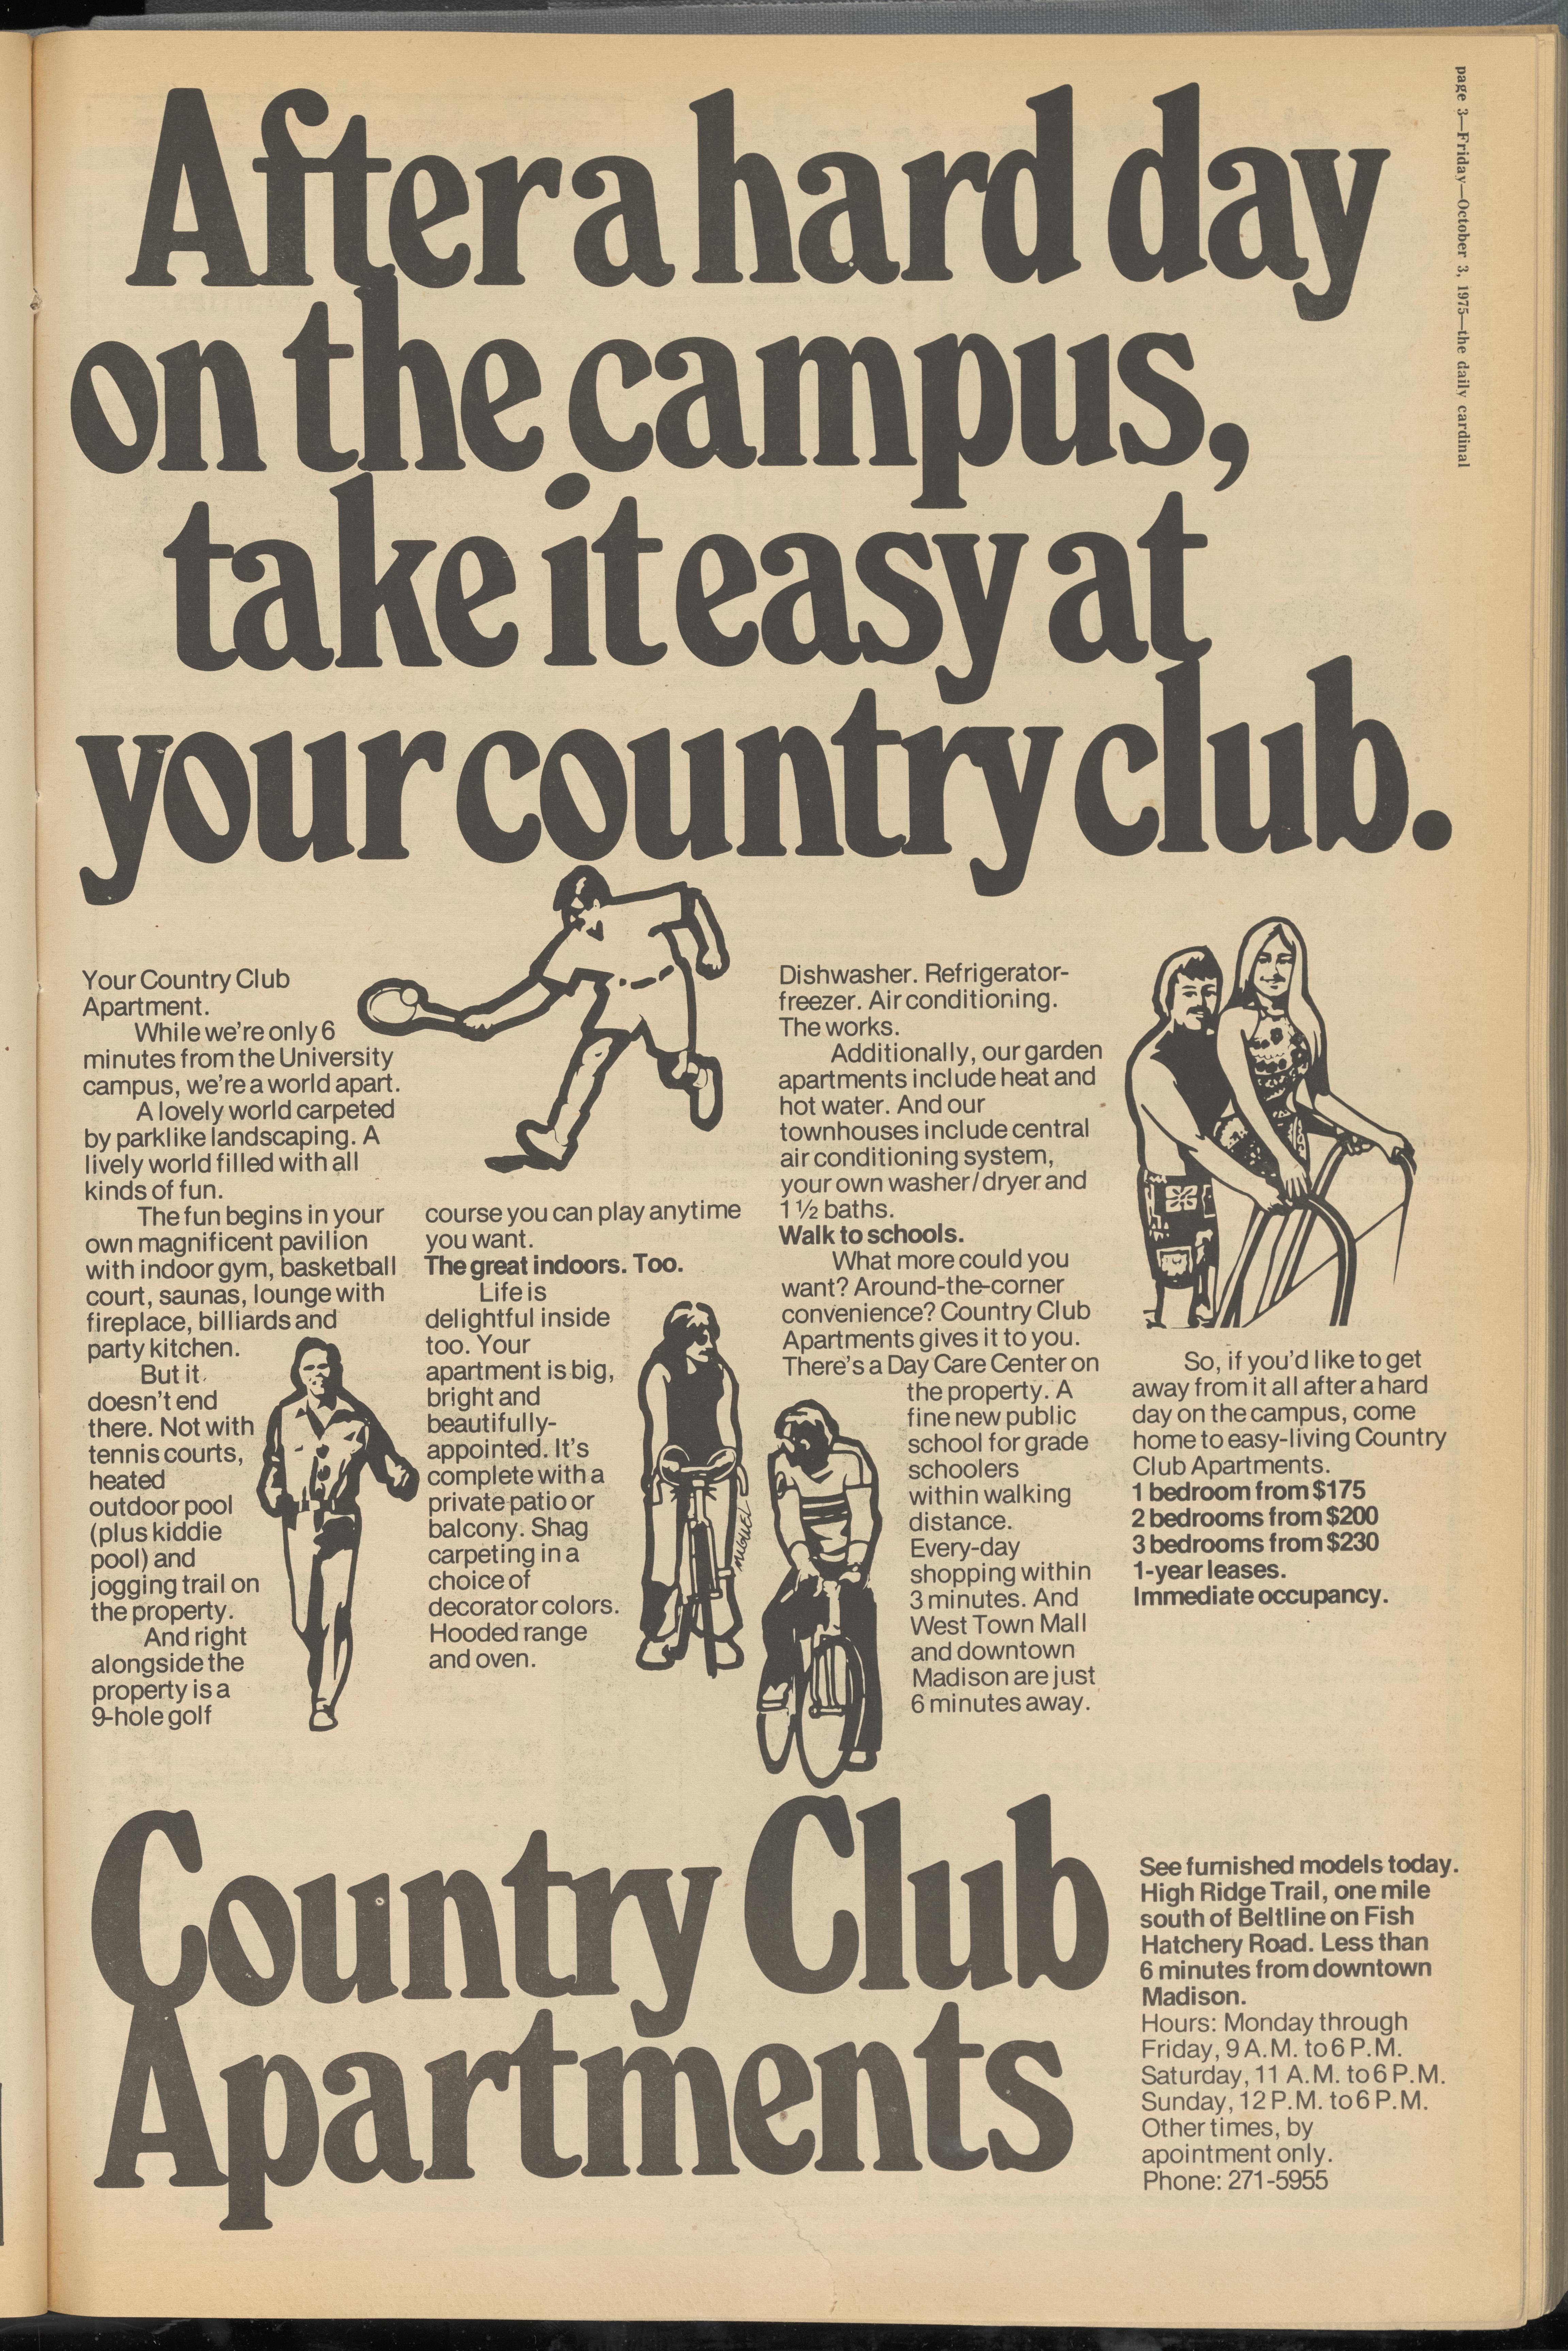 page 3—Friday—October 3, 1975—the daily cardinal
After a hard day
on the campus,
take it easy at
your country club.
Your Country Club
Apartment.
While we're only 6
minutes from the University
campus, we're a world apart.
A lovely world carpeted
by parklike landscaping. A
lively world filled with all
kinds of fun.
The fun begins in your
own magnificent pavilion
with indoor gym, basketball
court, saunas, lounge with
fireplace, billiards and
party kitchen.
But it
doesn't end
there. Not with
tennis courts,
heated
outdoor pool
(plus kiddie
pool) and
jogging trail on
the property.
And right
alongside the
property is a
9-hole golf
course you can play anytime
you want.
The great indoors. Too.
Life is
delightful inside
too. Your
apartment is big,
bright and
beautifully-
appointed. It's
complete with a
private patio or
balcony. Shag
carpeting in a
choice of
decorator colors.
Hooded range
and oven.
MIGUEL
Dishwasher. Refrigerator-
freezer. Air conditioning.
The works.
Additionally, our garden
apartments include heat and
hot water. And our
townhouses include central
air conditioning system,
your own washer/dryer and
1 ½ baths.
Walk to schools.
What more could you
want? Around-the-corner
convenience? Country Club
Apartments gives it to you.
There's a Day Care Center on
the property. A
fine new public
school for grade
schoolers
within walking
distance.
Every-day
shopping within
3 minutes. And
West Town Mall
and downtown
Madison are just
6 minutes away.
So, if you'd like to get
away from it all after a hard
day on the campus, come
home to easy-living Country
Club Apartments.
1 bedroom from $175
2 bedrooms from $200
3 bedrooms from $230
1-year leases.
Immediate occupancy.
Country Club
Apartments
See furnished models today.
High Ridge Trail, one mile
south of Beltline on Fish
Hatchery Road. Less than
6 minutes from downtown
Madison.
Hours: Monday through
Friday, 9 A.M. to 6 P.M.
Saturday, 11 A.M. to 6 P.M.
Sunday, 12 P.M. to 6 P.M.
Other times, by
apointment only.
Phone: 271-5955